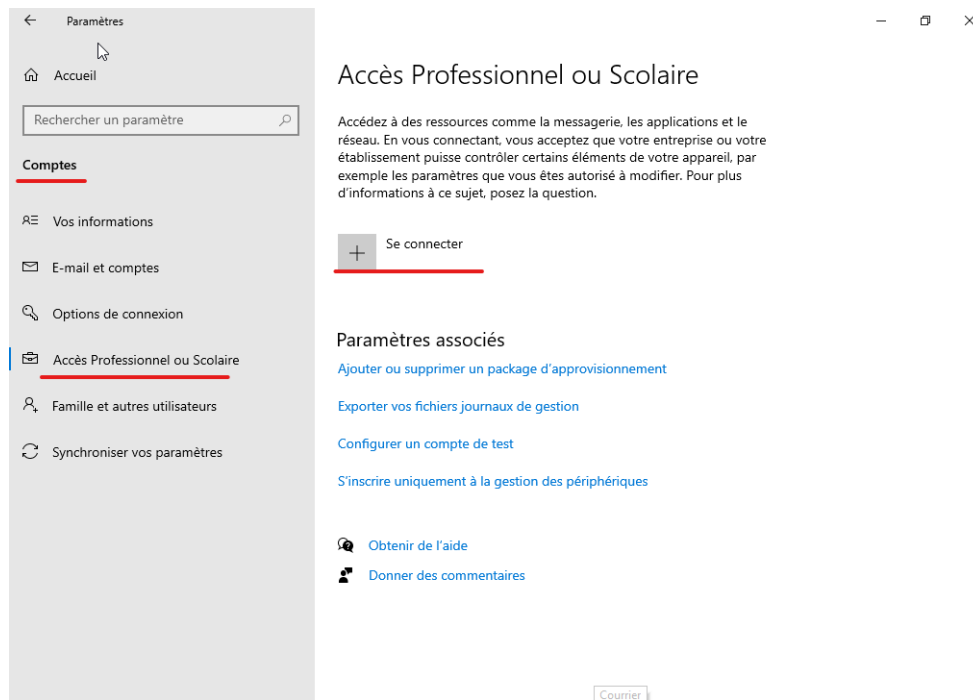 Paramètres
Accueil
Rechercher un paramètre
Comptes
Vos informations
E-mail et comptes
Options de connexion
Accès Professionnel ou Scolaire
Famille et autres utilisateurs
Synchroniser vos paramètres
Accès Professionnel ou Scolaire
Accédez à des ressources comme la messagerie, les applications et le
réseau. En vous connectant, vous acceptez que votre entreprise ou votre
établissement puisse contrôler certains éléments de votre appareil, par
exemple les paramètres que vous êtes autorisé à modifier. Pour plus
d'informations à ce sujet, posez la question.
Se connecter
Paramètres associés
Ajouter ou supprimer un package d'approvisionnement
Exporter vos fichiers journaux de gestion
Configurer un compte de test
S'inscrire uniquement à la gestion des périphériques
Obtenir de l'aide
Donner des commentaires
Courrier